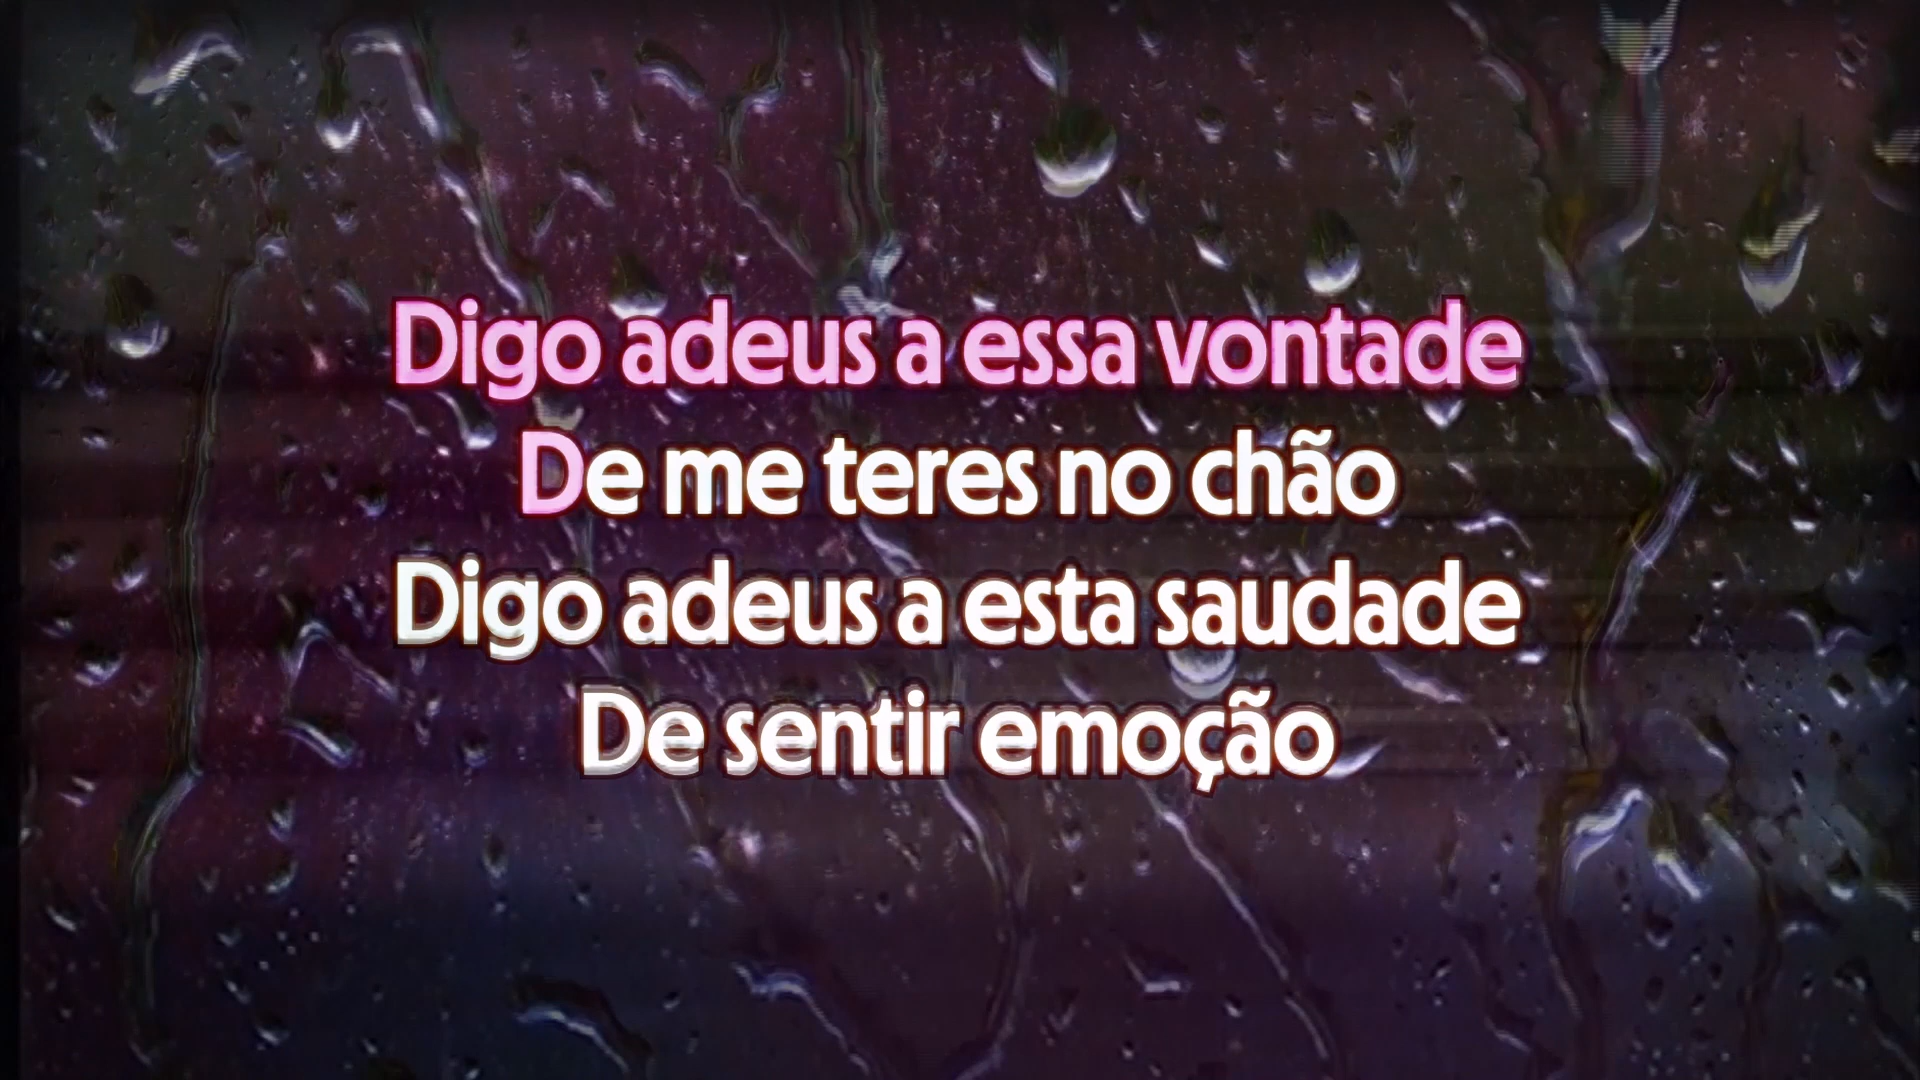 Digo adeus a essa vontade
De me teres no chão
Digo adeus a esta saudade
De sentir emoção